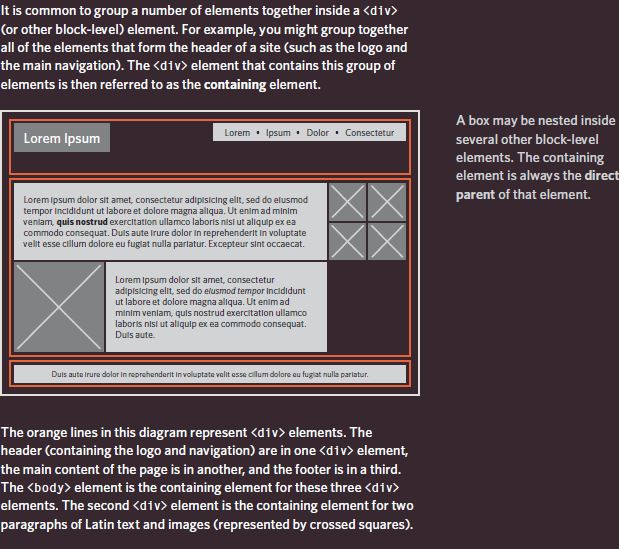 It is common to group a number of elements together inside a <div>
(or other block-level) element. For example, you might group together
all of the elements that form the header of a site (such as the logo and
the main navigation). The <div> element that contains this group of
elements is then referred to as the containing element.
A box may be nested inside
several other block-level
elements. The containing
element is always the direct
parent of that element.
Lorem Ipsum
Lorem • Ipsum • Dolor • Consectetur
Lorem ipsum dolor sit amet, consectetur adipisicing elit, sed do eiusmod
tempor incididunt ut labore et dolore magna aliqua. Ut enim ad minim
veniam, quis nostrud exercitation ullamco laboris nisi ut aliquip ex ea
commodo consequat. Duis aute irure dolor in reprehenderit in voluptate
velit esse cillum dolore eu fugiat nulla pariatur. Excepteur sint occaecat.
Lorem ipsum dolor sit amet, consectetur
adipisicing elit, sed do eiusmod tempor incididunt
ut labore et dolore magna aliqua. Ut enim ad
minim veniam, quis nostrud exercitation ullamco
laboris nisi ut aliquip ex ea commodo consequat.
Duis aute.
Duis aute irure dolor in reprehenderit in voluptate velit esse cillum dolore eu fugiat nulla pariatur.
The orange lines in this diagram represent <div> elements. The
header (containing the logo and navigation) are in one <div> element,
the main content of the page is in another, and the footer is in a third.
The <body> element is the containing element for these three <div>
elements. The second <div> element is the containing element for two
paragraphs of Latin text and images (represented by crossed squares).